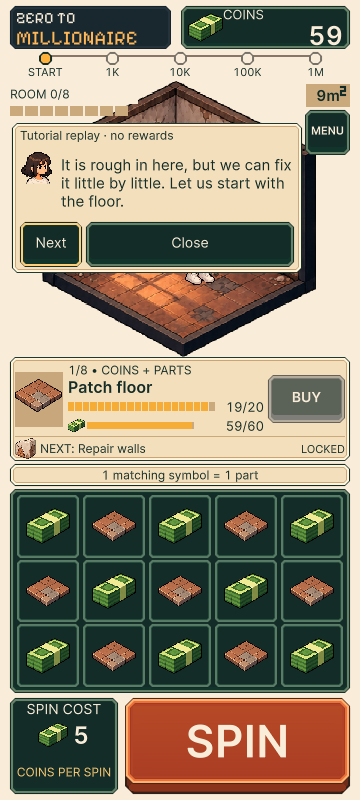 ZERO TO
MILLIONAIRE
COINS
59
START 1K 10K 100K 1M
ROOM 0/8
9m²
MENU
Tutorial replay · no rewards
It is rough in here, but we can fix
it little by little. Let us start with
the floor.
Next
Close
1/8 • COINS + PARTS
Patch floor
19/20
59/60
BUY
NEXT: Repair walls
LOCKED
1 matching symbol = 1 part
SPIN COST
5
COINS PER SPIN
SPIN